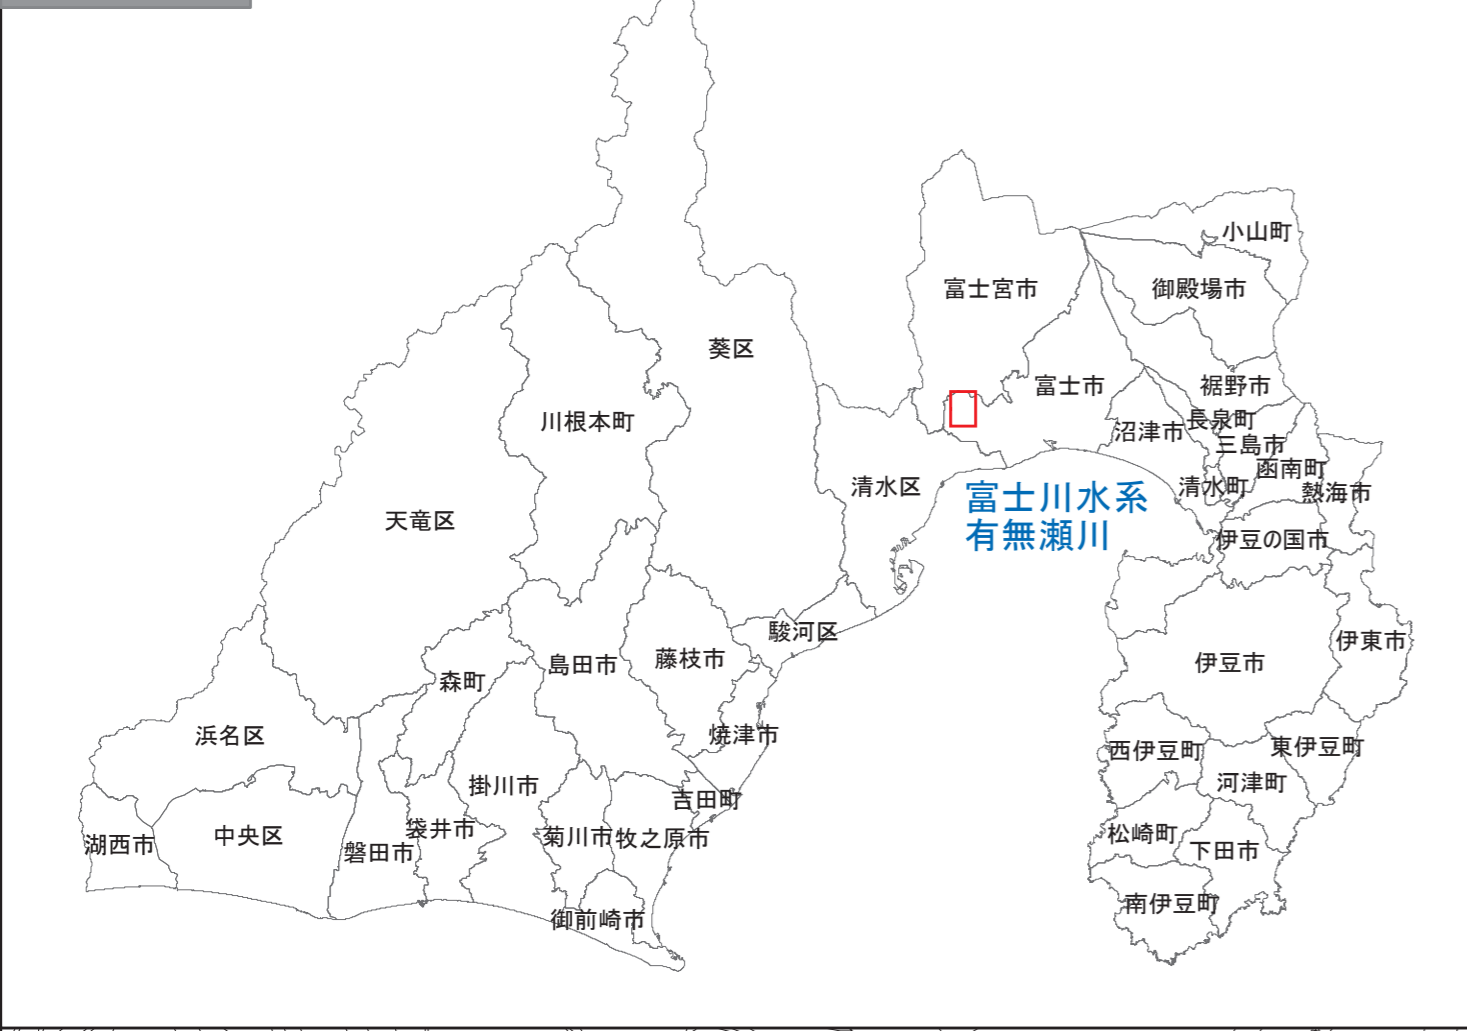 小山町
富士宮市
御殿場市
葵区
富士市
裾野市
川根本町
長泉町
沼津市
三島市
函南町
清水区
清水町
熱海市
富士川水系
有無瀬川
天竜区
伊豆の国市
駿河区
伊東市
藤枝市
島田市
伊豆市
森町
浜名区
焼津市
西伊豆町
東伊豆町
掛川市
河津町
吉田町
袋井市
中央区
菊川市
牧之原市
松崎町
湖西市
磐田市
下田市
南伊豆町
御前崎市